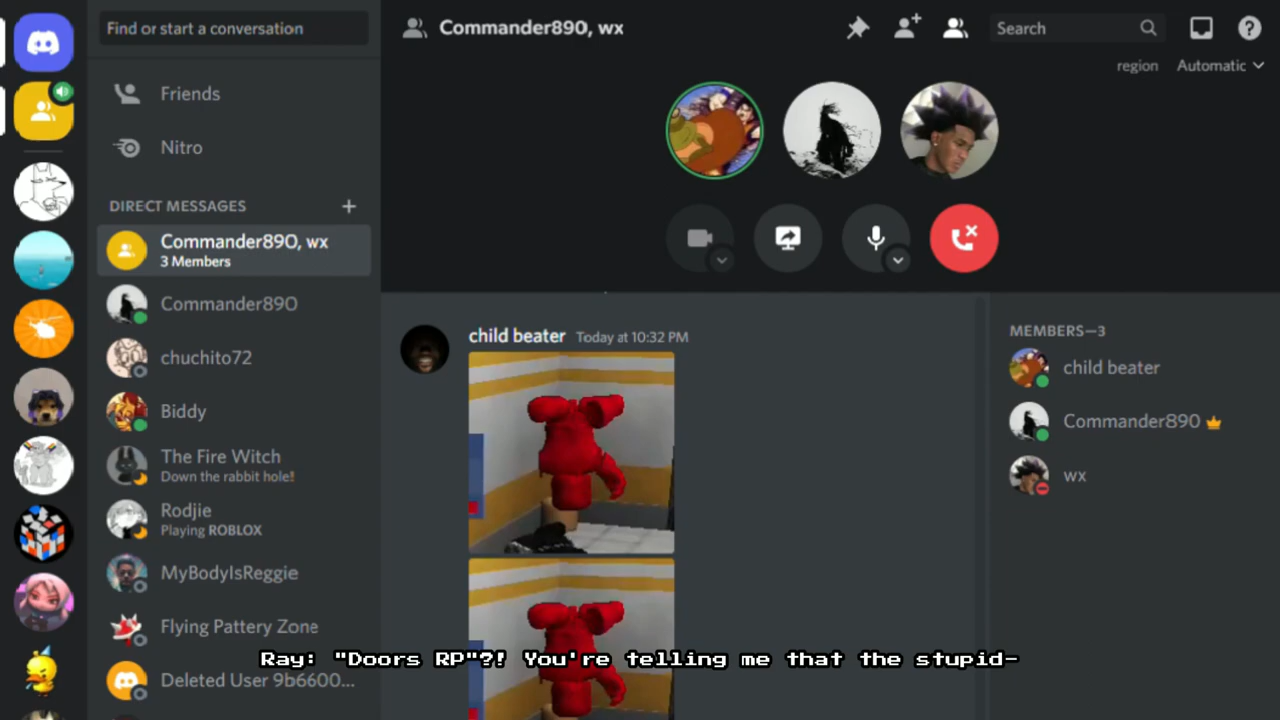 Find or start a conversation
Friends
Nitro
DIRECT MESSAGES
Commander890, wx
3 Members
Commander890
chuchito72
Biddy
The Fire Witch
Down the rabbit hole!
Rodjie
Playing ROBLOX
MyBodyIsReggie
Flying Pattery Zone
Deleted User 9b6600...
Commander890, wx
Search
region Automatic
child beater Today at 10:32 PM
MEMBERS—3
child beater
Commander890
wx
Ray: "Doors RP"?! You're telling me that the stupid-